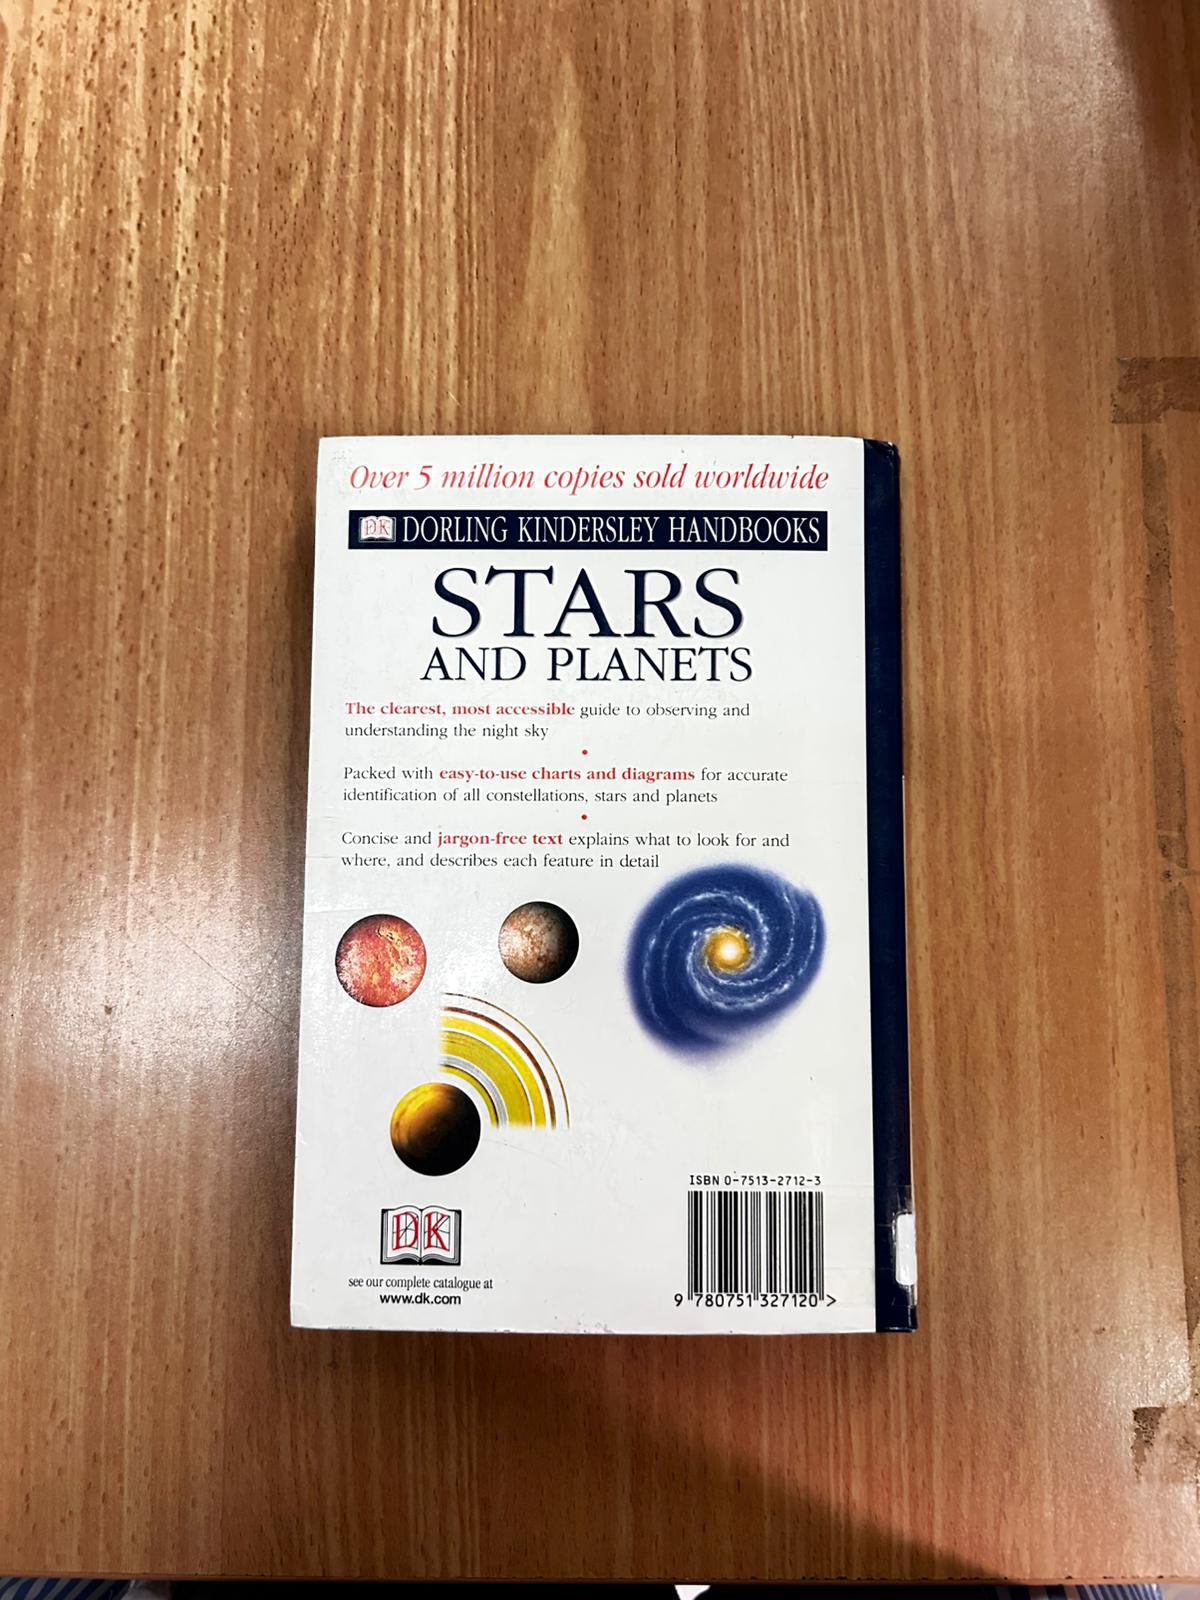 Over 5 million copies sold worldwide
DK DORLING KINDERSLEY HANDBOOKS
STARS
AND PLANETS
The clearest, most accessible guide to observing and
understanding the night sky
•
Packed with easy-to-use charts and diagrams for accurate
identification of all constellations, stars and planets
•
Concise and jargon-free text explains what to look for and
where, and describes each feature in detail
DK
see our complete catalogue at
www.dk.com
ISBN 0-7513-2712-3
9 780751 327120 >